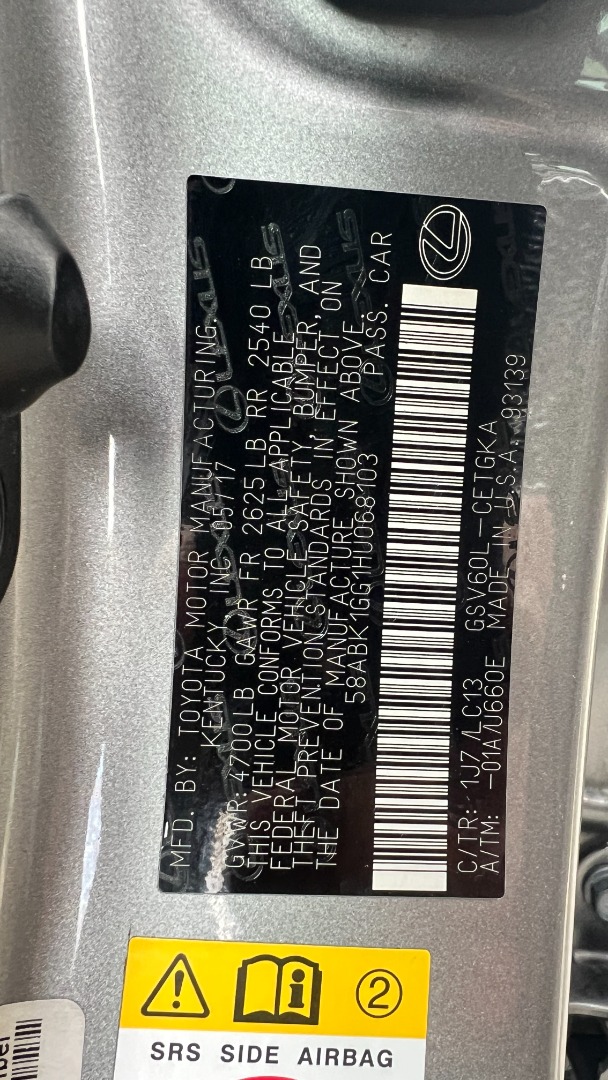 MFD. BY: TOYOTA MOTOR MANUFACTURING,
KENTUCKY, INC. 05/17
GVWR: 4700 LB GAWR FR 2625 LB RR 2540 LB
THIS VEHICLE CONFORMS TO ALL APPLICABLE
FEDERAL MOTOR VEHICLE SAFETY, BUMPER, AND
THEFT PREVENTION STANDARDS IN EFFECT ON
THE DATE OF MANUFACTURE SHOWN ABOVE.
58ABK1GG1HU068103 PASS. CAR
C/TR: 1J7 /LC13 GSV60L-CETGKA
A/TM: -01A/U660E MADE IN U.S.A. 93139
LEXUS
2
SRS SIDE AIRBAG